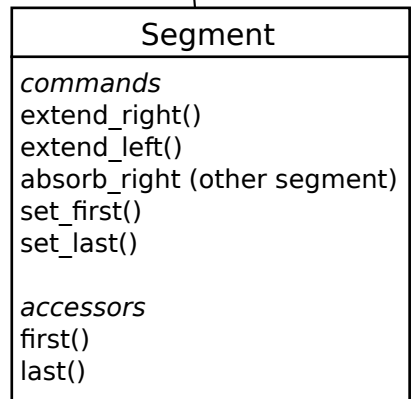 Segment
commands
extend_right()
extend_left()
absorb_right (other segment)
set_first()
set_last()
accessors
first()
last()